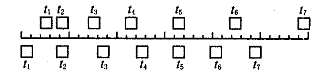 t₁ t₂ t₃ t₄ t₅ t₆ t₇
t₁ t₂ t₃ t₄ t₅ t₆ t₇